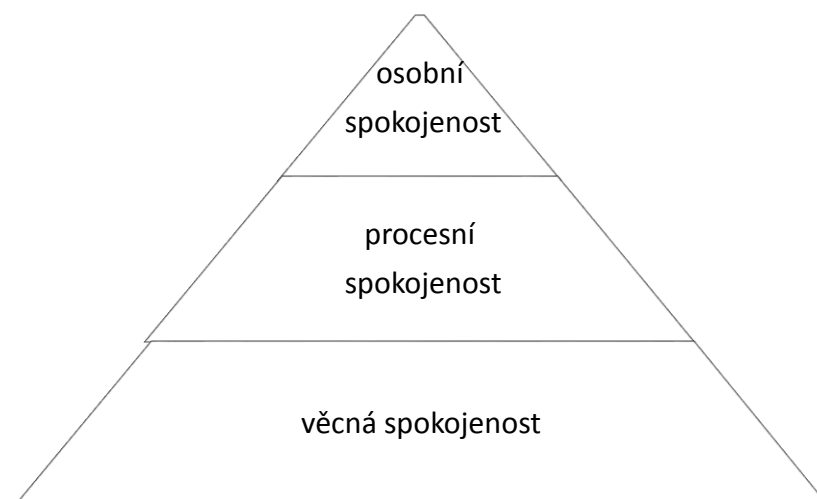 osobní
spokojenost
procesní
spokojenost
věcná spokojenost